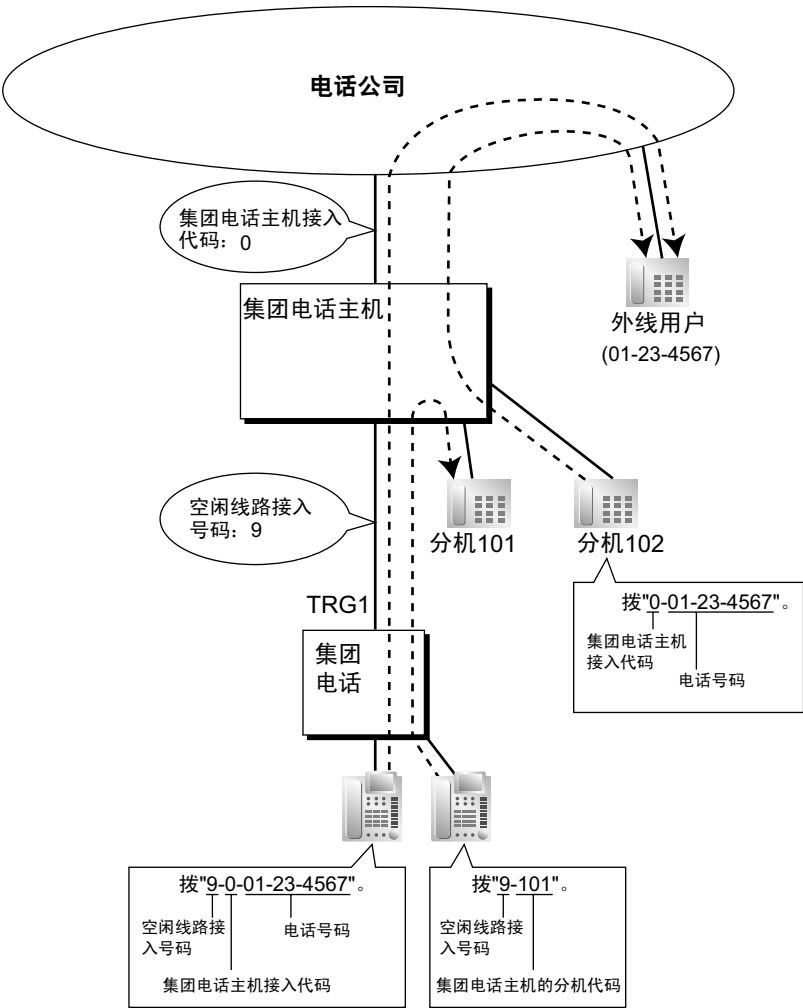 电话公司
集团电话主机接入
代码：0
集团电话主机
外线用户
(01-23-4567)
空闲线路接入
号码：9
分机101
分机102
TRG1
拨"0-01-23-4567"。
集团电话主机
接入代码
电话号码
集团
电话
拨"9-0-01-23-4567"。
空闲线路接
入号码
电话号码
集团电话主机接入代码
拨"9-101"。
空闲线路接
入号码
集团电话主机的分机代码